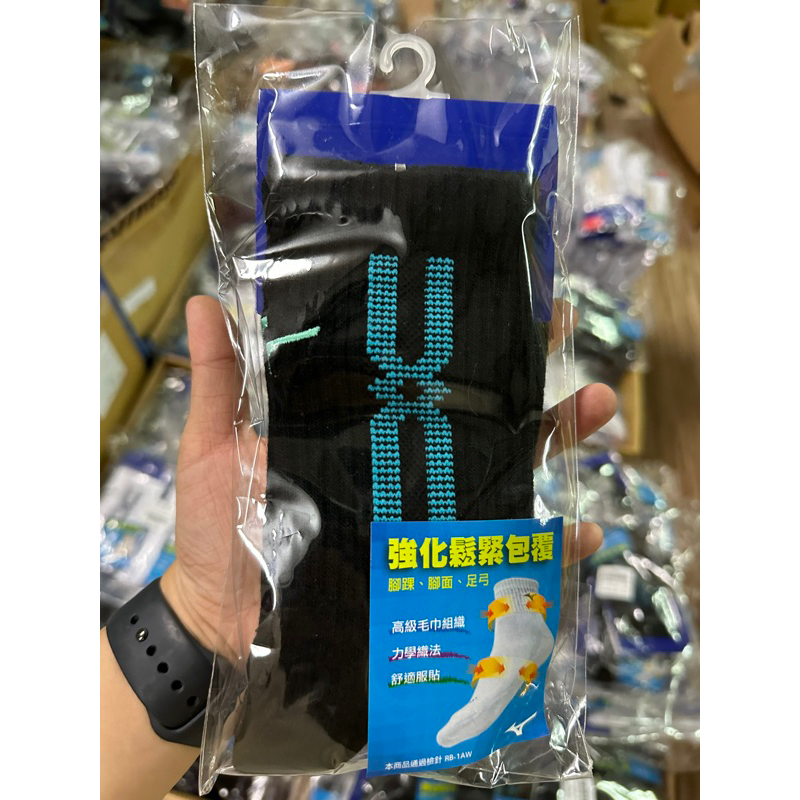 強化鬆緊包覆
腳踝、腳面、足弓
高級毛巾組織
力學織法
舒適服貼
本商品通過檢針 RB-1AW